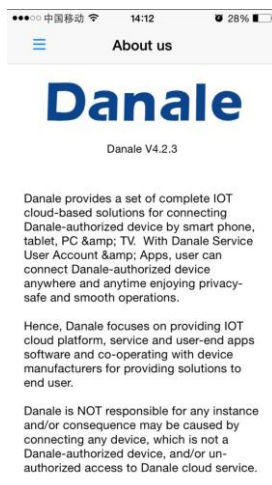 中国移动 14:12 28%
About us
Danale
Danale V4.2.3
Danale provides a set of complete IOT
cloud-based solutions for connecting
Danale-authorized device by smart phone,
tablet, PC &amp; TV.  With Danale Service
User Account &amp; Apps, user can
connect Danale-authorized device
anywhere and anytime enjoying privacy-
safe and smooth operations.
Hence, Danale focuses on providing IOT
cloud platform, service and user-end apps
software and co-operating with device
manufacturers for providing solutions to
end user.
Danale is NOT responsible for any instance
and/or consequence may be caused by
connecting any device, which is not a
Danale-authorized device, and/or un-
authorized access to Danale cloud service.